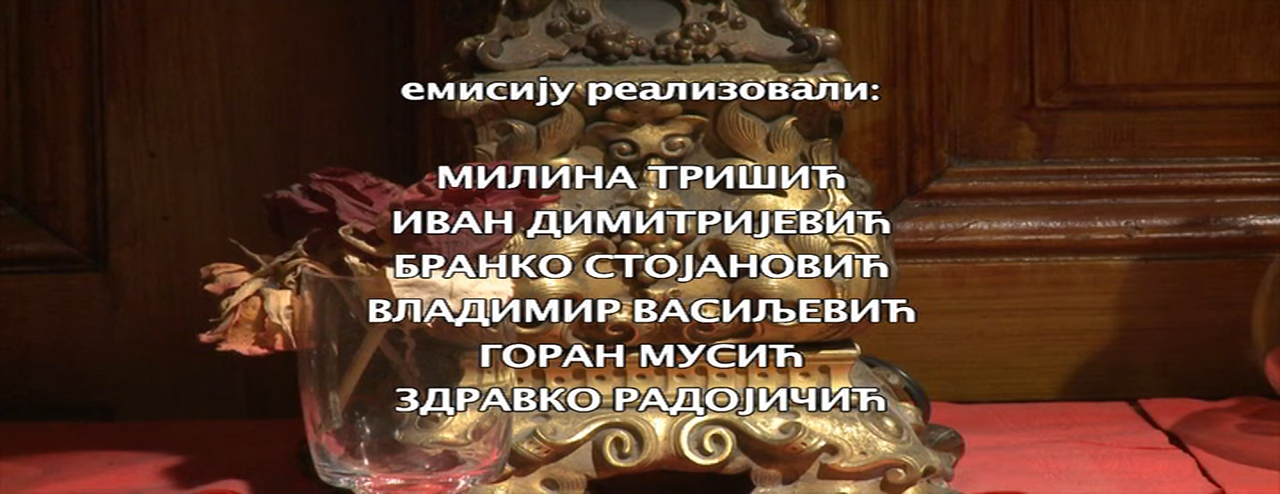 емисију реализовали:
МИЛИНА ТРИШИЋ
ИВАН ДИМИТРИЈЕВИЋ
БРАНКО СТОЈАНОВИЋ
ВЛАДИМИР ВАСИЉЕВИЋ
ГОРАН МУСИЋ
ЗДРАВКО РАДОЈИЧИЋ